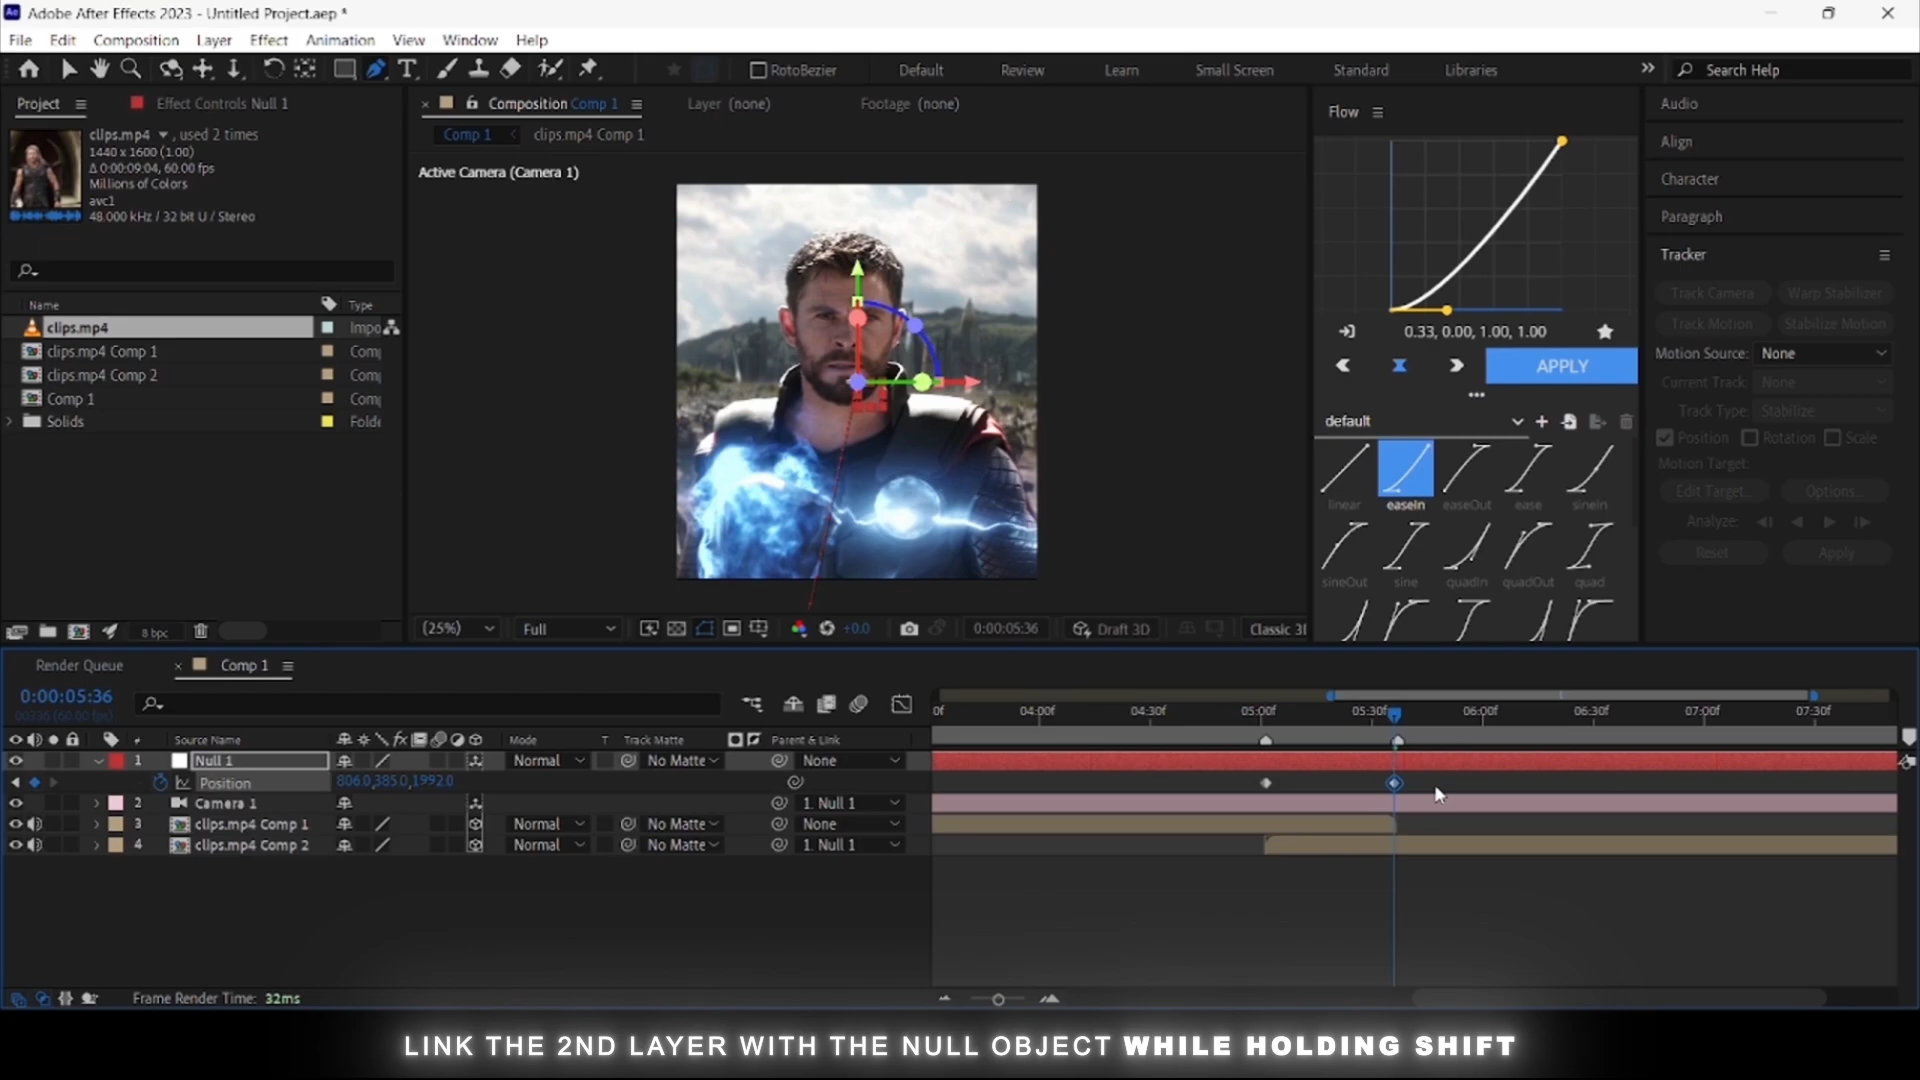 Adobe After Effects 2023 - Untitled Project.aep *
File Edit Composition Layer Effect Animation View Window Help
RotoBezier Default Review Learn Small Screen Standard Libraries Search Help
Project Effect Controls Null 1
clips.mp4 , used 2 times
1440 x 1600 (1.00)
Δ 0:00:09:04, 60.00 fps
Millions of Colors
avc1
48.000 kHz / 32 bit U / Stereo
Name Type
clips.mp4 Impo
clips.mp4 Comp 1 Com
clips.mp4 Comp 2 Com
Comp 1 Com
Solids Folde
8 bpc
Composition Comp 1 Layer (none) Footage (none)
Comp 1 clips.mp4 Comp 1
Active Camera (Camera 1)
(25%) Full +0.0 0:00:05:36 Draft 3D Classic 3I
Flow
0.33, 0.00, 1.00, 1.00
APPLY
default
linear easeIn easeOut ease sineIn
sineOut sine quadIn quadOut quad
Audio
Align
Character
Paragraph
Tracker
Track Camera Warp Stabilizer
Track Motion Stabilize Motion
Motion Source: None
Current Track: None
Track Type: Stabilize
Position Rotation Scale
Motion Target:
Edit Target... Options...
Analyze:
Reset Apply
Render Queue Comp 1
0:00:05:36
00336 (60.00 fps)
Source Name Mode T Track Matte Parent & Link
0f 04:00f 04:30f 05:00f 05:30f 06:00f 06:30f 07:00f 07:30f
1 Null 1 Normal No Matte None
Position 806.0,385.0,1992.0
2 Camera 1 1. Null 1
3 clips.mp4 Comp 1 Normal No Matte None
4 clips.mp4 Comp 2 Normal No Matte 1. Null 1
Frame Render Time: 32ms
LINK THE 2ND LAYER WITH THE NULL OBJECT WHILE HOLDING SHIFT